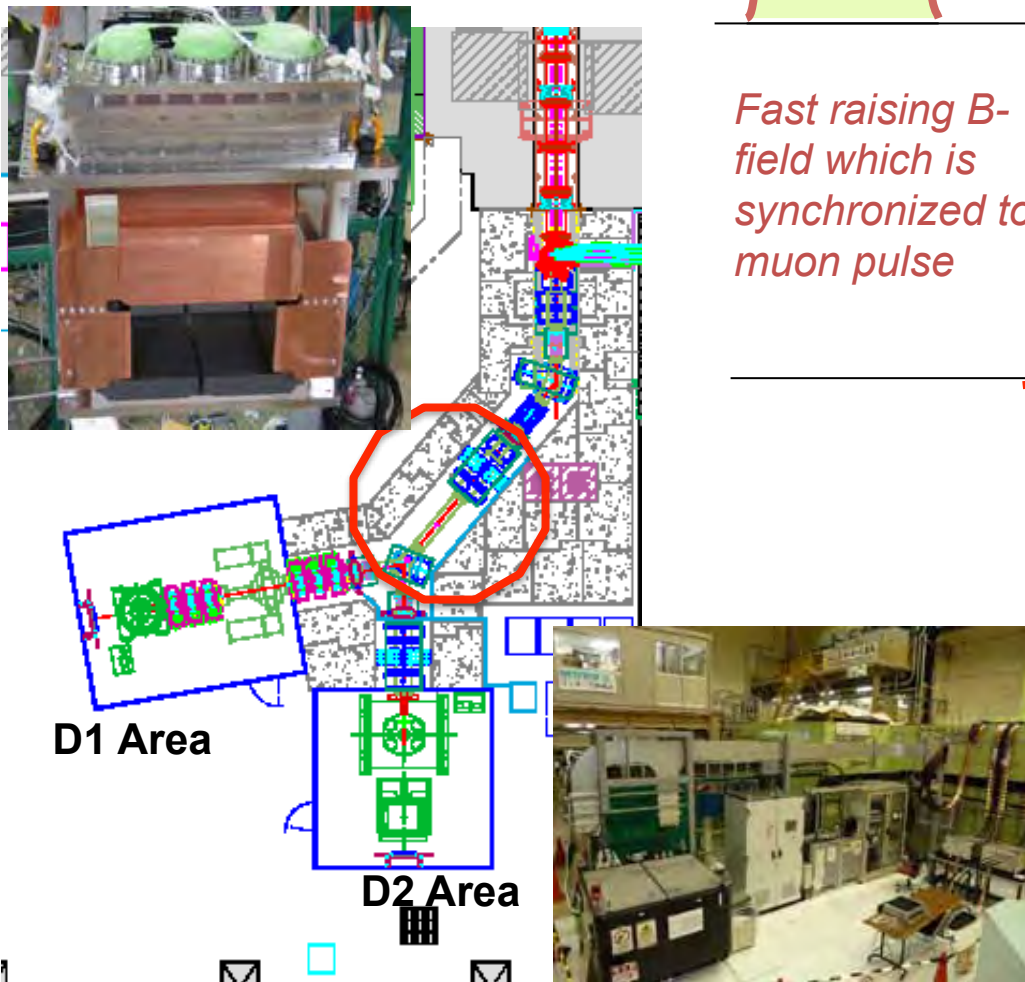 Fast raising B-
field which is
synchronized to
muon pulse
D1 Area
D2 Area